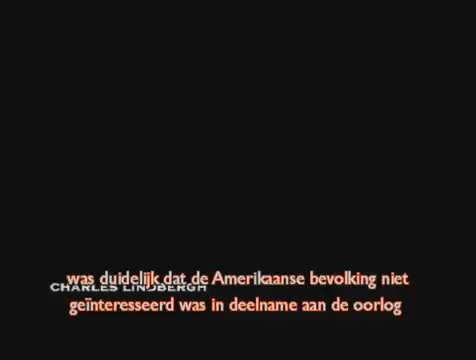 was duidelijk dat de Amerikaanse bevolking niet
CHARLES LINDBERGH
geïnteresseerd was in deelname aan de oorlog